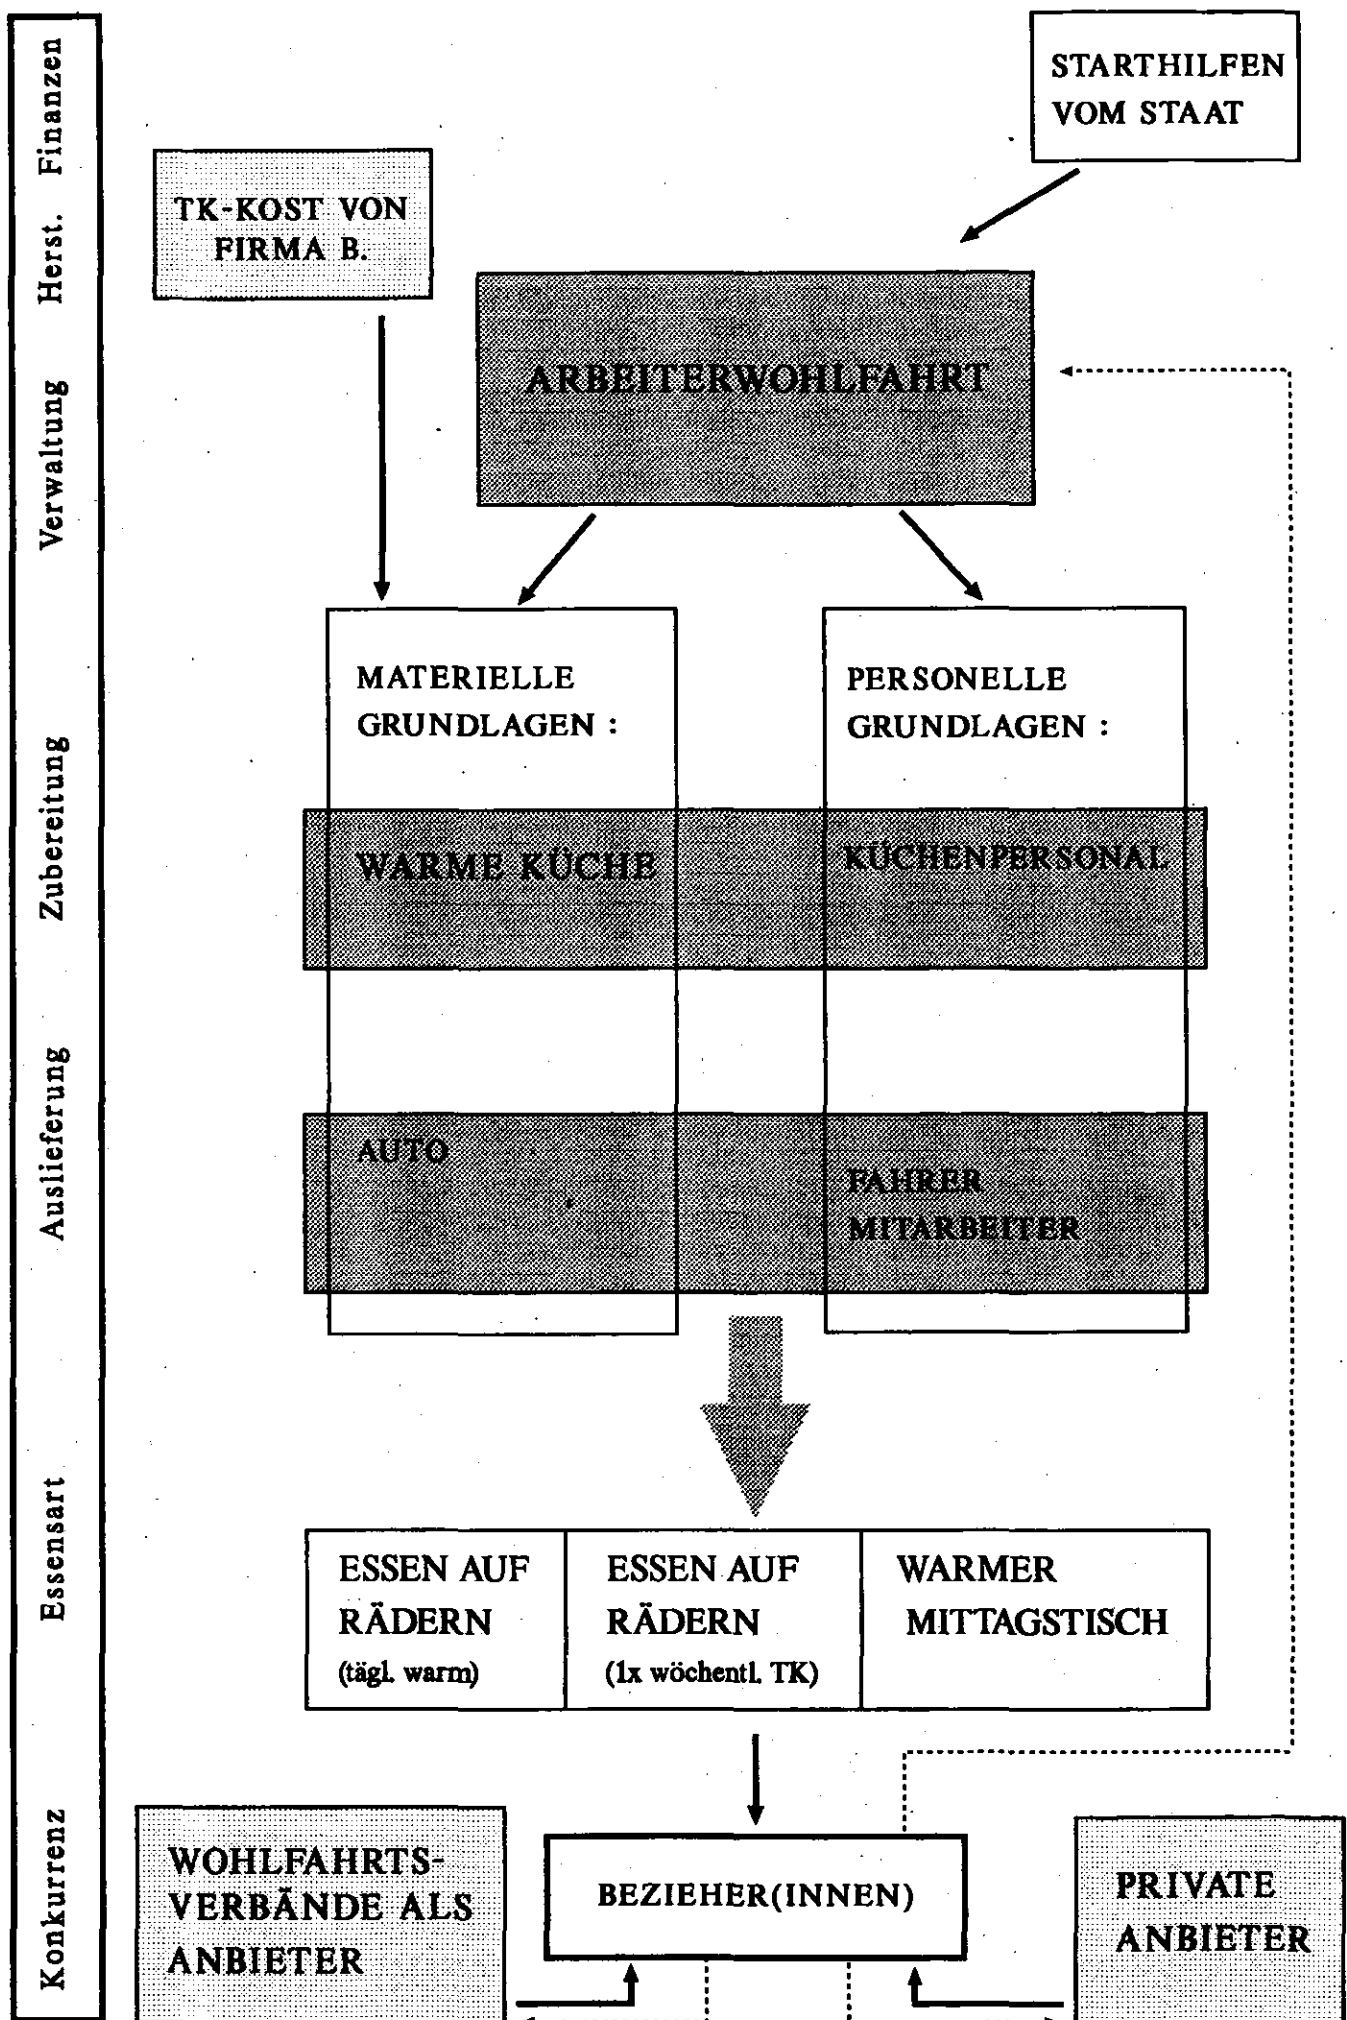 Finanzen
STARTHILFEN
VOM STAAT
Herst.
TK-KOST VON
FIRMA B.
Verwaltung
ARBEITERWOHLFAHRT
Zubereitung
MATERIELLE
GRUNDLAGEN :
PERSONELLE
GRUNDLAGEN :
WARME KÜCHE
KÜCHENPERSONAL
Auslieferung
AUTO
FAHRER
MITARBEITER
Essensart
ESSEN AUF
RÄDERN
(tägl. warm)
ESSEN AUF
RÄDERN
(1x wöchentl. TK)
WARMER
MITTAGSTISCH
Konkurrenz
WOHLFAHRTS-
VERBÄNDE ALS
ANBIETER
BEZIEHER(INNEN)
PRIVATE
ANBIETER